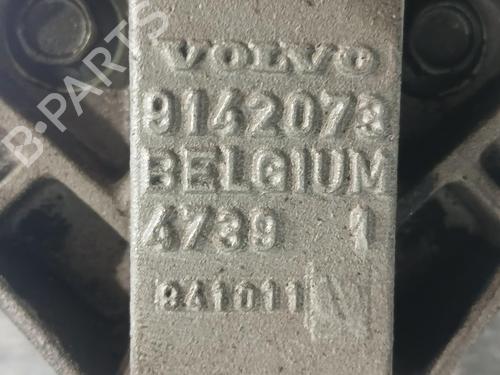 VOLVO
9142073
BELGIUM
4739 1
841011 N
B-PARTS